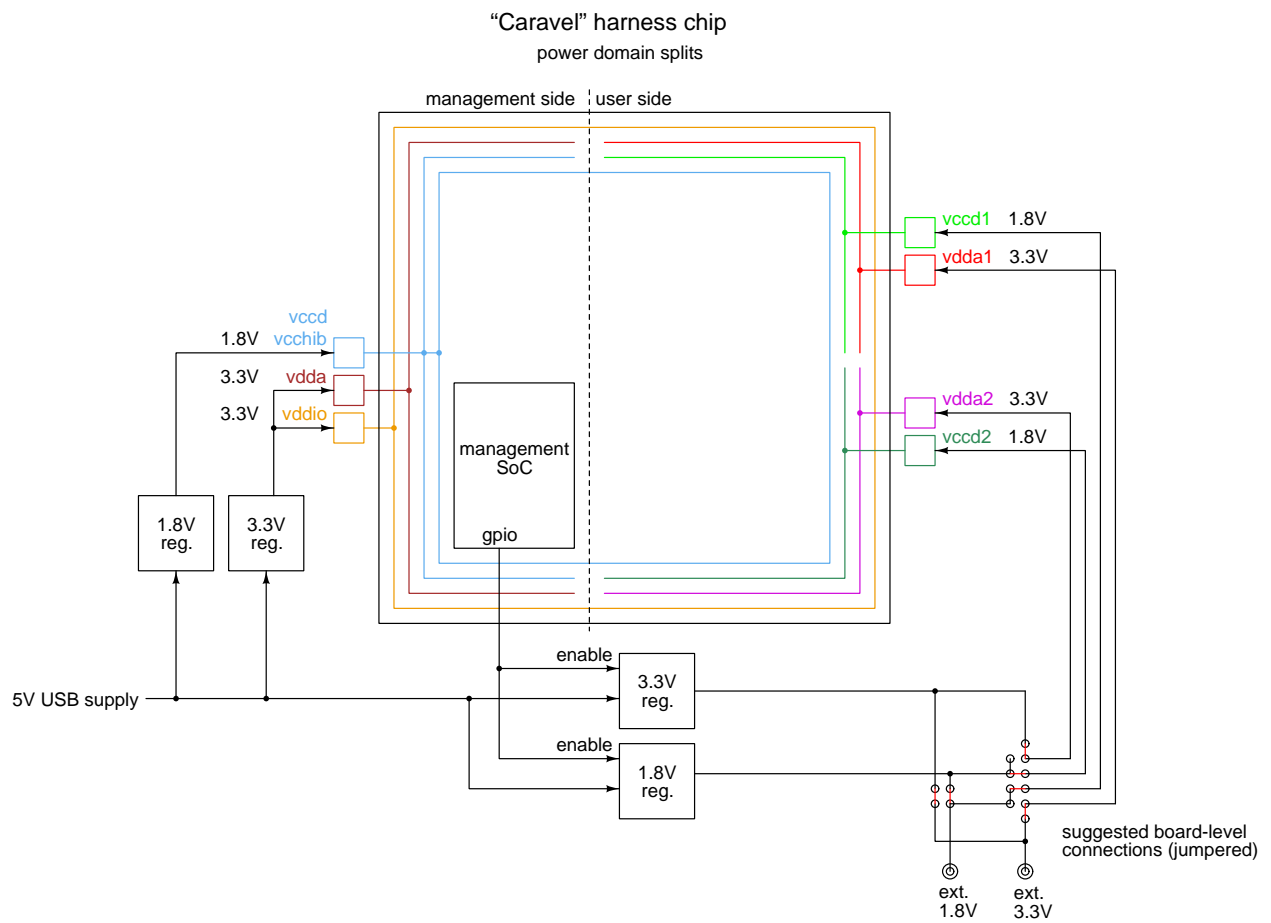 “Caravel” harness chip
power domain splits
management side
user side
vccd1
1.8V
vdda1
3.3V
vccd
1.8V
vcchib
3.3V
vdda
3.3V
vddio
vdda2
3.3V
vccd2
1.8V
management
SoC
gpio
1.8V
reg.
3.3V
reg.
enable
3.3V
reg.
5V USB supply
enable
1.8V
reg.
suggested board-level
connections (jumpered)
ext.
1.8V
ext.
3.3V